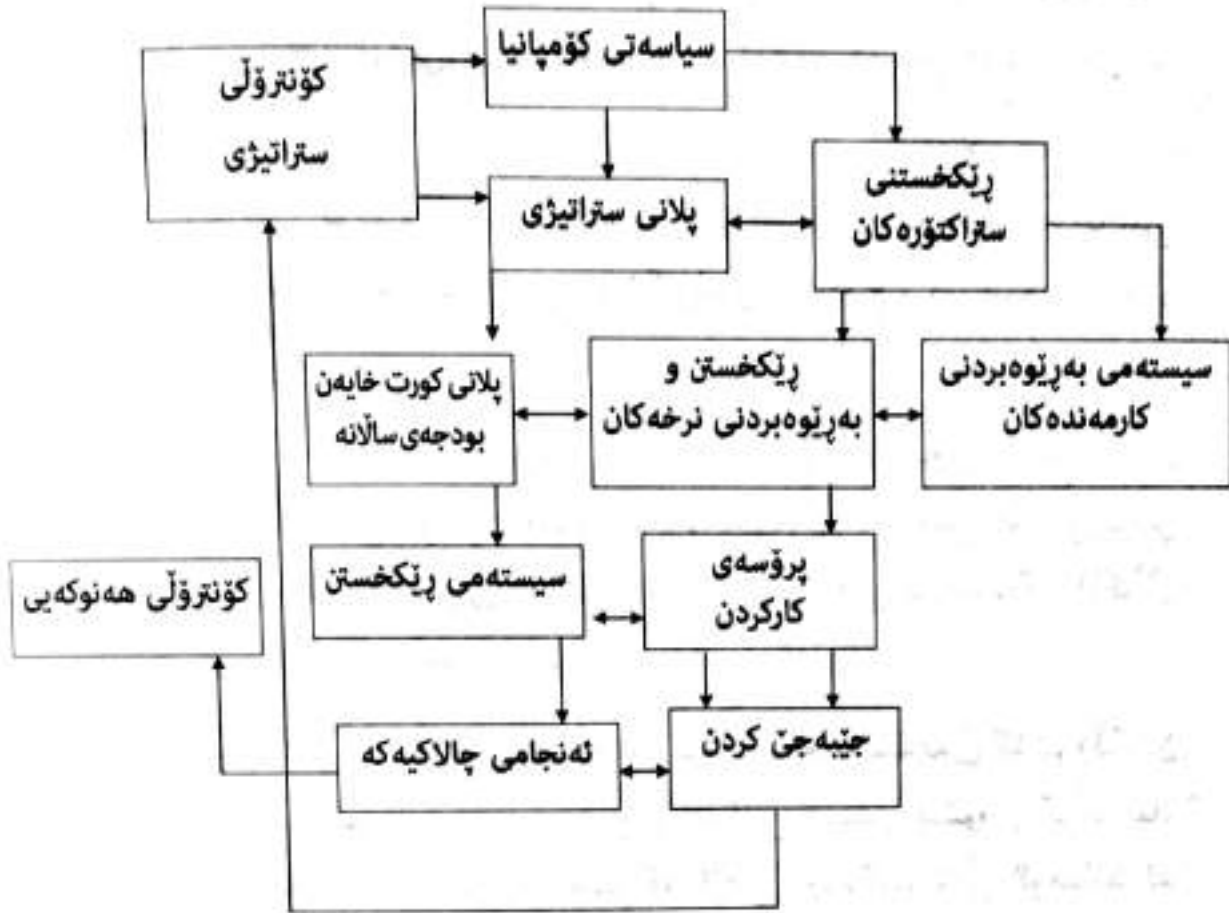 سیاسەتی کۆمپانیا
کۆنترۆڵی
ستراتیژی
ڕێکخستنی
ستراکتۆرەکان
پلانی ستراتیژی
سیستەمی بەڕێوەبردنی
کارمەندەکان
ڕێکخستن و
بەڕێوەبردنی نرخەکان
پلانی کورت خایەن
بودجەی ساڵانە
پرۆسەی
کارکردن
سیستەمی ڕێکخستن
کۆنترۆڵی هەنوکەیی
جێبەجێ کردن
ئەنجامی چالاکیەکە